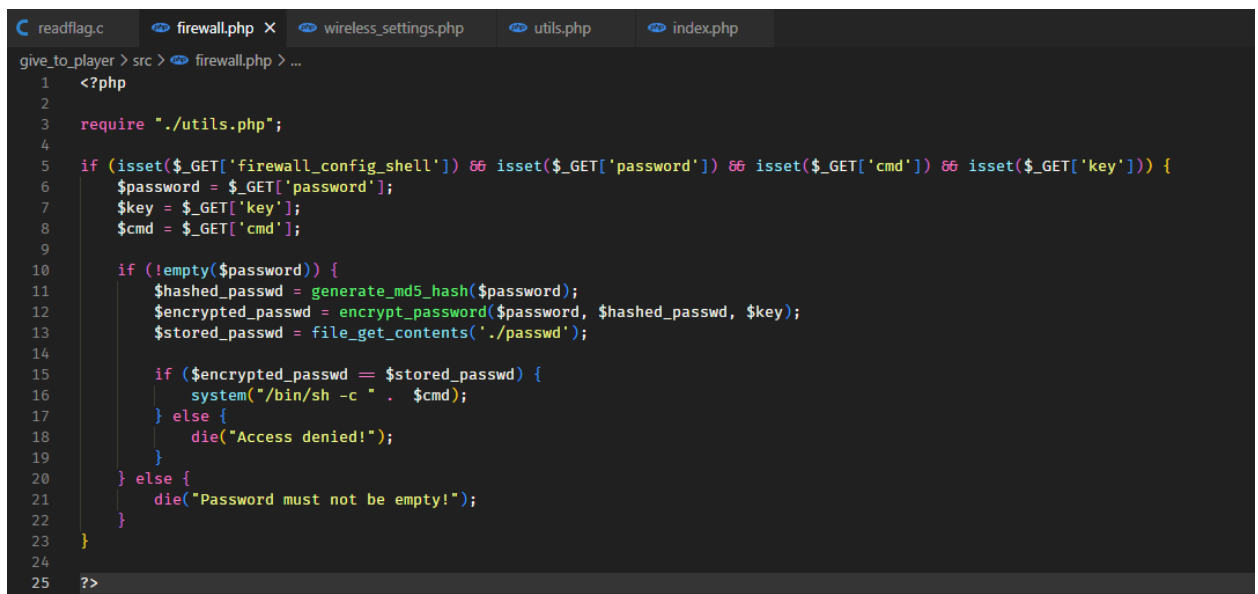 readflag.c firewall.php × wireless_settings.php utils.php index.php
give_to_player > src > firewall.php > ...
1 <?php
2
3 require "./utils.php";
4
5 if (isset($_GET['firewall_config_shell']) && isset($_GET['password']) && isset($_GET['cmd']) && isset($_GET['key'])) {
6     $password = $_GET['password'];
7     $key = $_GET['key'];
8     $cmd = $_GET['cmd'];
9
10     if (!empty($password)) {
11         $hashed_passwd = generate_md5_hash($password);
12         $encrypted_passwd = encrypt_password($password, $hashed_passwd, $key);
13         $stored_passwd = file_get_contents('./passwd');
14
15         if ($encrypted_passwd == $stored_passwd) {
16             system("/bin/sh -c " .  $cmd);
17         } else {
18             die("Access denied!");
19         }
20     } else {
21         die("Password must not be empty!");
22     }
23 }
24
25 ?>